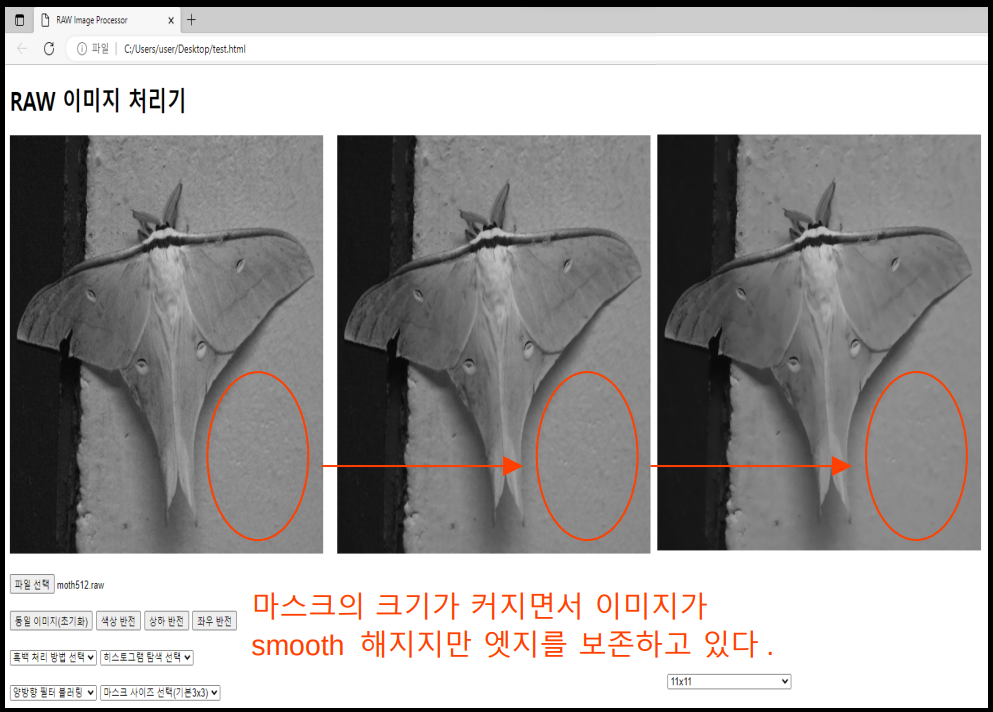 RAW Image Processor
파일 C:/Users/user/Desktop/test.html
RAW 이미지 처리기
파일 선택 moth512.raw
동일 이미지(초기화) 색상 반전 상하 반전 좌우 반전
흑백 처리 방법 선택 히스토그램 탐색 선택
양방향 필터 블러링 마스크 사이즈 선택(기본3x3)
마스크의 크기가 커지면서 이미지가
smooth 해지지만 엣지를 보존하고 있다.
11x11